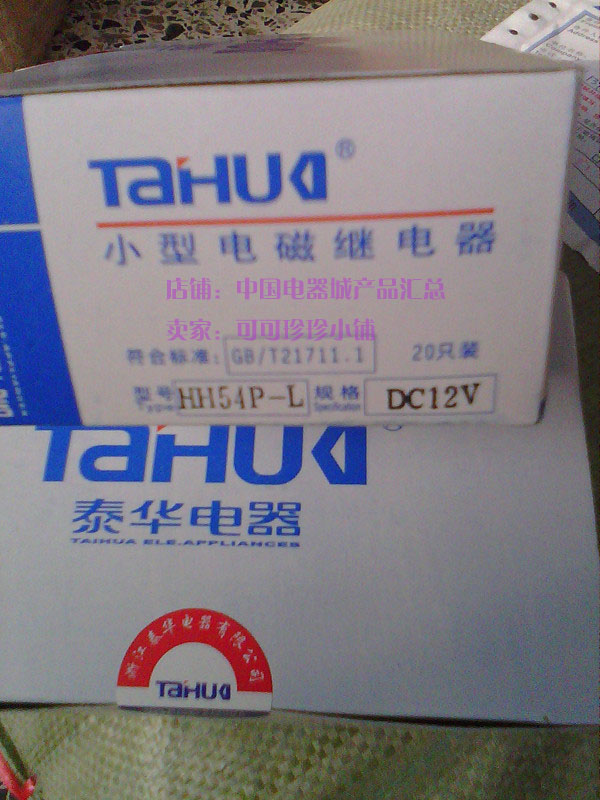 TAHUA®
小型电磁继电器
店铺：中国电器城产品汇总
卖家：可可珍珍小铺
符合标准： GB/T21711.1 20只装
型号 Type HH54P-L 规格 Specification DC12V
TAHUA
泰华电器
TAIHUA ELE.APPLIANCES
浙江泰华电器有限公司
TAHUA